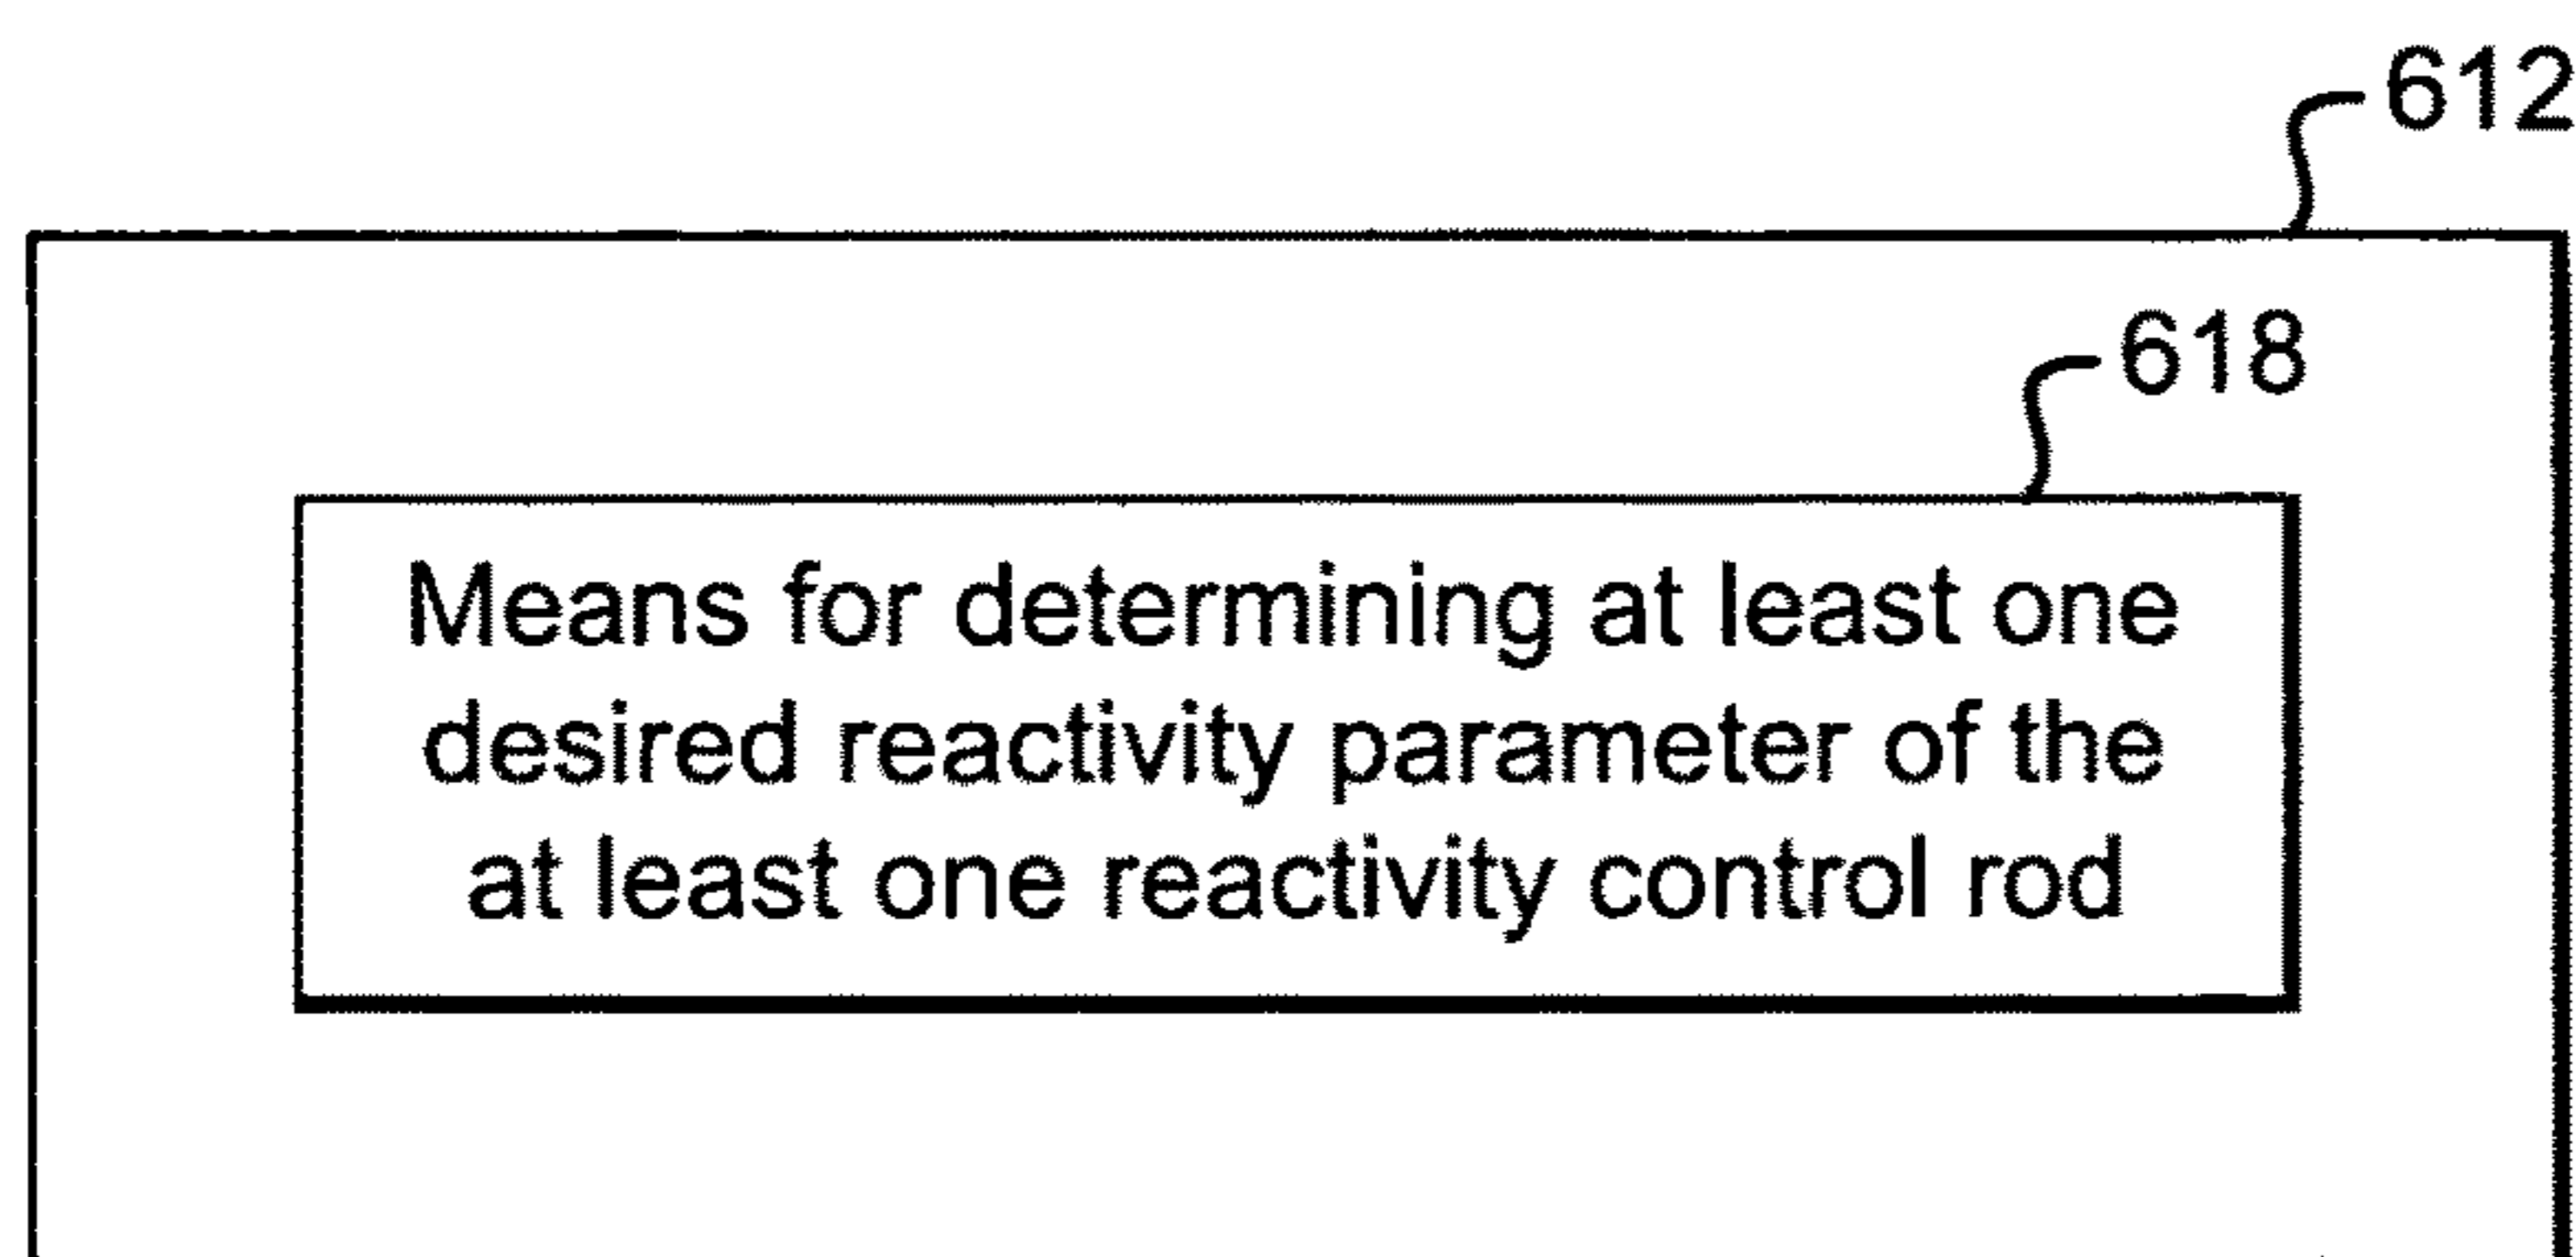 612
618
Means for determining at least one
desired reactivity parameter of the
at least one reactivity control rod